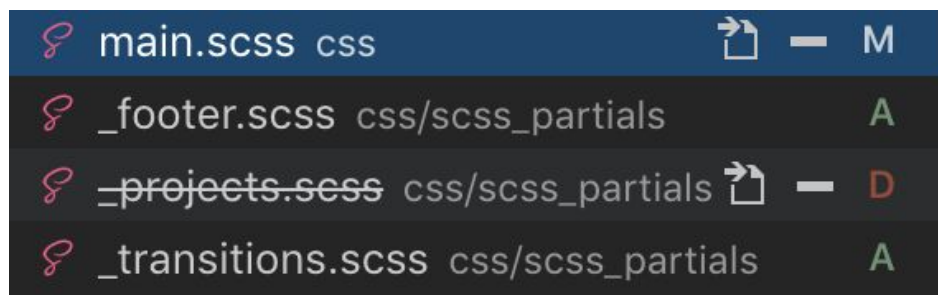 main.scss css M
_footer.scss css/scss_partials A
_projects.scss css/scss_partials D
_transitions.scss css/scss_partials A